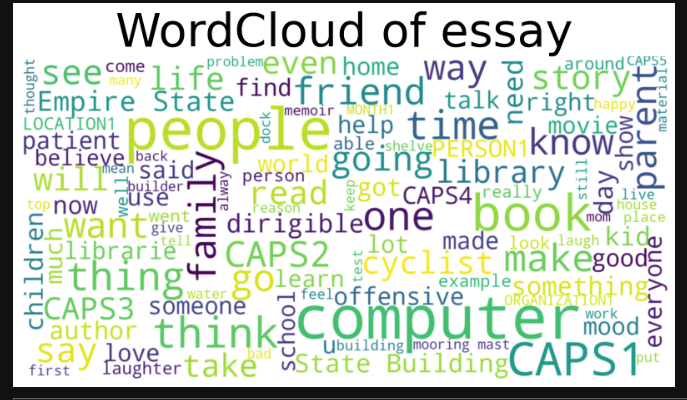 WordCloud of essay
thought see come many life problem even home way need story around CAPS5
find friend Empire State memoir MONTH1 talk right happy materials
LOCATION1 people dock help time movie parent
patient able shelve PERSON1 know show
believe back said family world going library day still
mean will well builder use alway person read keep got CAPS4 really live
top now want went give reason dirigible one book mom house place
children much librarie tell CAPS2 lot made look laugh kid
thing go learn test cyclist make good everyone
CAPS3 someone water feel offensive example something
author think school computer ORGANIZATION1 work mood
say love bad u building mooring mast CAPS1 put
first laughter take State Building